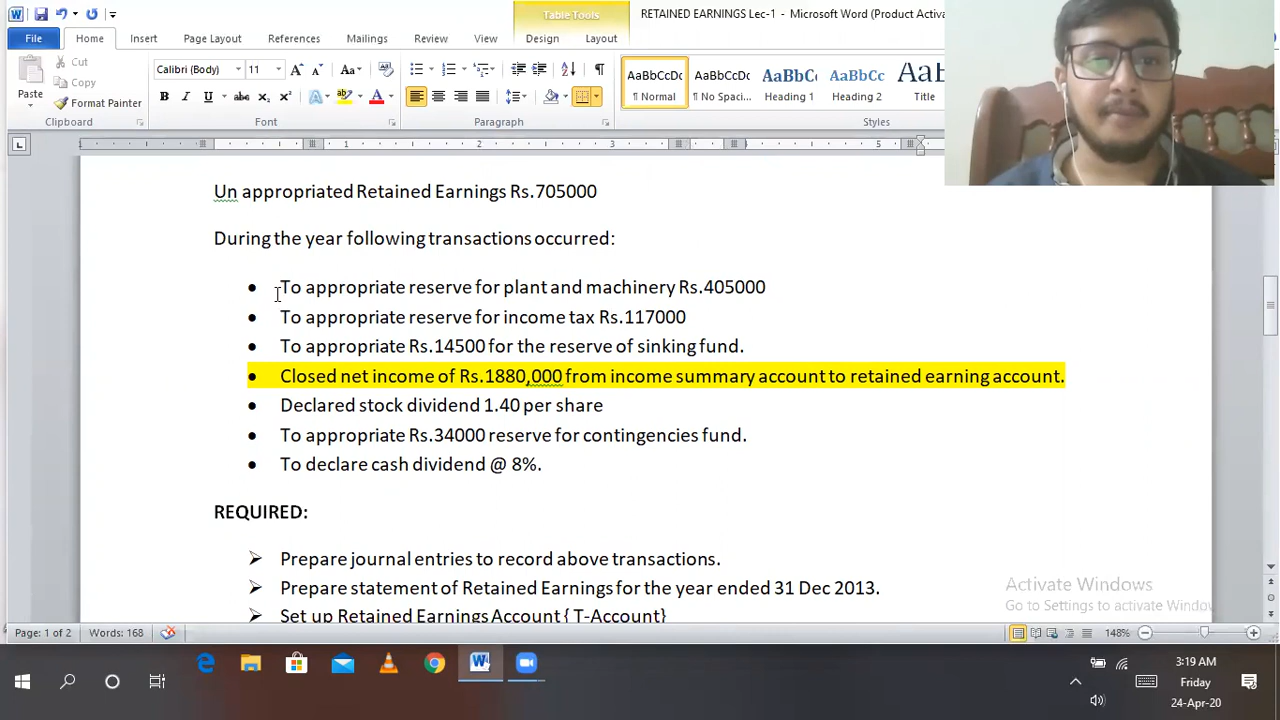 Table Tools
RETAINED EARNINGS Lec-1 - Microsoft Word (Product Activa
File Home Insert Page Layout References Mailings Review View Design Layout
Paste
Cut
Copy
Format Painter
Clipboard
Calibri (Body) 11
Font
Paragraph
AaBbCcDc AaBbCcDc AaBbCc AaBbCc AaB
¶ Normal ¶ No Spaci... Heading 1 Heading 2 Title
Styles
1 2 3 5
Un appropriated Retained Earnings Rs.705000
During the year following transactions occurred:
• To appropriate reserve for plant and machinery Rs.405000
• To appropriate reserve for income tax Rs.117000
• To appropriate Rs.14500 for the reserve of sinking fund.
• Closed net income of Rs.1880,000 from income summary account to retained earning account.
• Declared stock dividend 1.40 per share
• To appropriate Rs.34000 reserve for contingencies fund.
• To declare cash dividend @ 8%.
REQUIRED:
➢ Prepare journal entries to record above transactions.
➢ Prepare statement of Retained Earnings for the year ended 31 Dec 2013.
➢ Set up Retained Earnings Account { T-Account}
Activate Windows
Go to Settings to activate Windows
Page: 1 of 2 Words: 168 148%
3:19 AM
Friday
24-Apr-20